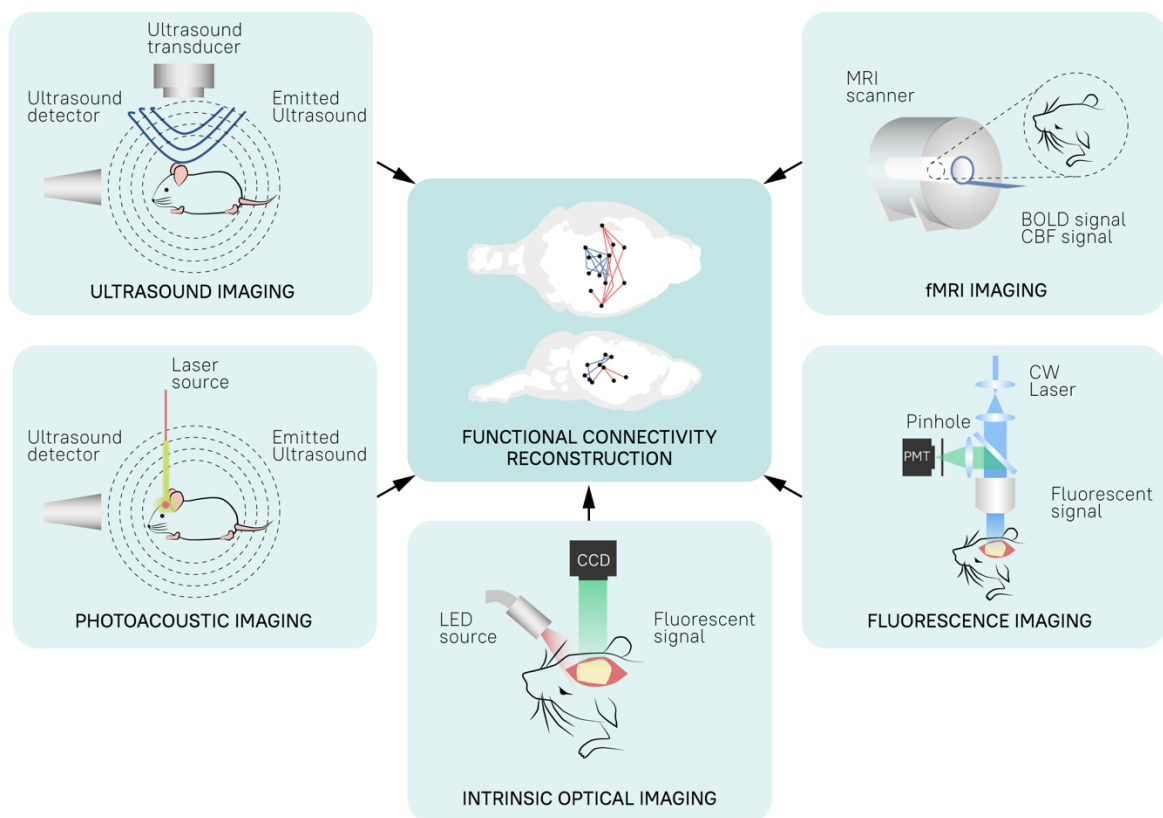 Ultrasound
transducer
Ultrasound
detector
Emitted
Ultrasound
ULTRASOUND IMAGING
MRI
scanner
BOLD signal
CBF signal
fMRI IMAGING
FUNCTIONAL CONNECTIVITY
RECONSTRUCTION
Laser
source
Ultrasound
detector
Emitted
Ultrasound
PHOTOACOUSTIC IMAGING
CCD
LED
source
Fluorescent
signal
INTRINSIC OPTICAL IMAGING
CW
Laser
Pinhole
PMT
Fluorescent
signal
FLUORESCENCE IMAGING